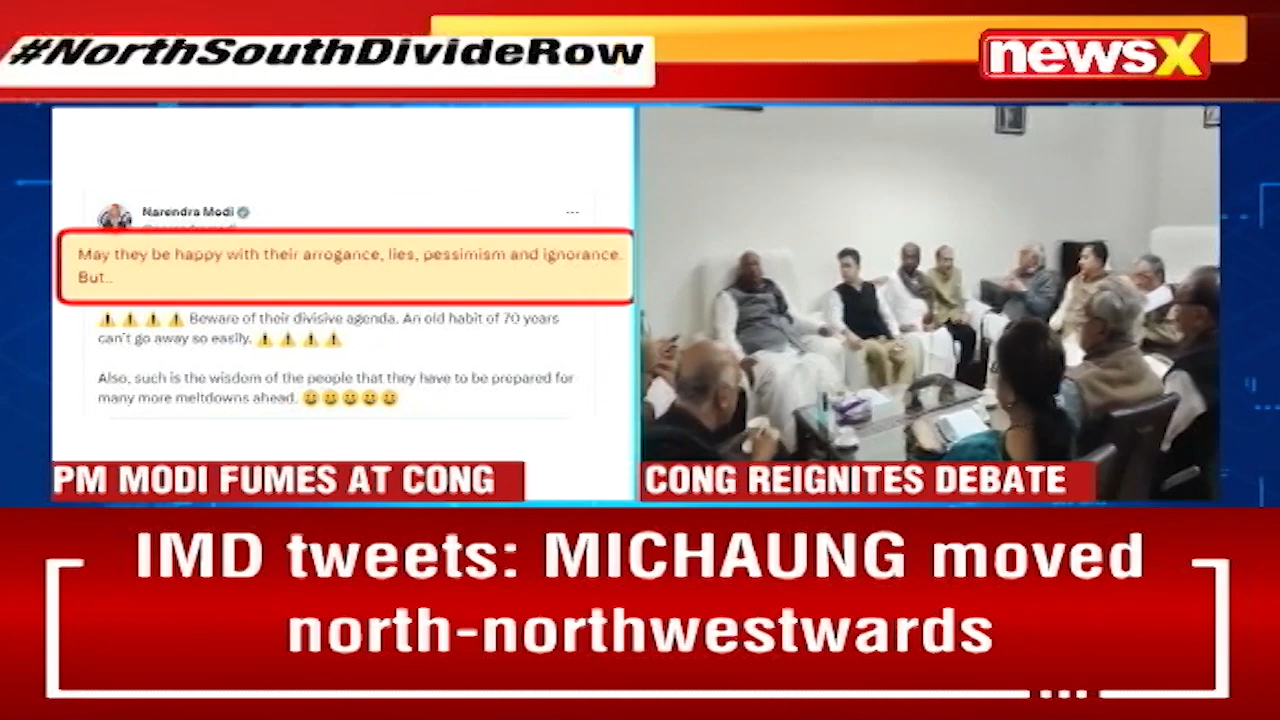 #NorthSouthDivideRow
newsX
Narendra Modi
May they be happy with their arrogance, lies, pessimism and ignorance.
But..
⚠️ ⚠️ ⚠️ ⚠️ Beware of their divisive agenda. An old habit of 70 years
can't go away so easily. ⚠️ ⚠️ ⚠️ ⚠️
Also, such is the wisdom of the people that they have to be prepared for
many more meltdowns ahead. 😀 😀 😀 😀 😀
PM MODI FUMES AT CONG
CONG REIGNITES DEBATE
IMD tweets: MICHAUNG moved
north-northwestwards